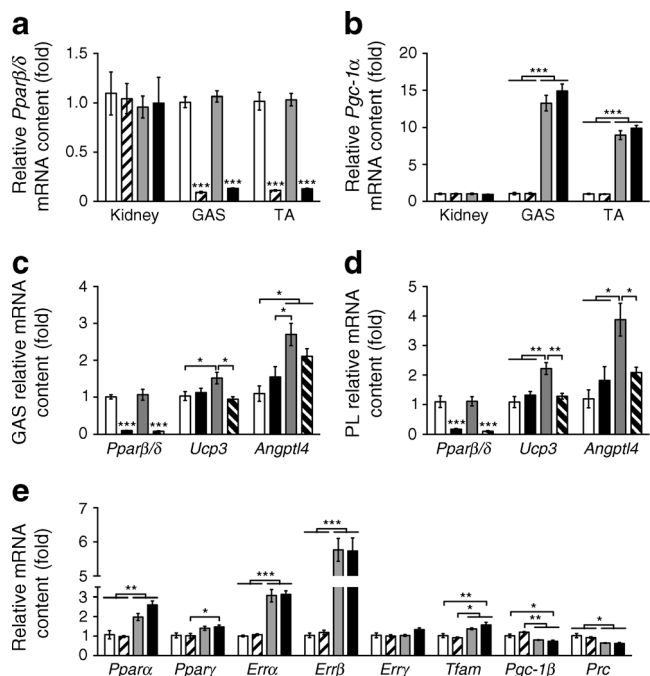 a
Relative Pparβ/δ
mRNA content (fold)
1.5
1.0
0.5
0
***
***
***
***
Kidney
GAS
TA
b
Relative Pgc-1α
mRNA content (fold)
20
15
10
5
0
***
***
Kidney
GAS
TA
c
GAS relative mRNA
content (fold)
4
3
2
1
0
***
***
*
*
*
*
Pparβ/δ
Ucp3
Angptl4
d
PL relative mRNA
content (fold)
5
4
3
2
1
0
***
***
**
**
*
*
Pparβ/δ
Ucp3
Angptl4
e
Relative mRNA
content (fold)
7
6
5
3
2
1
0
**
*
***
***
**
*
*
**
*
Pparα
Pparγ
Errα
Errβ
Errγ
Tfam
Pgc-1β
Prc